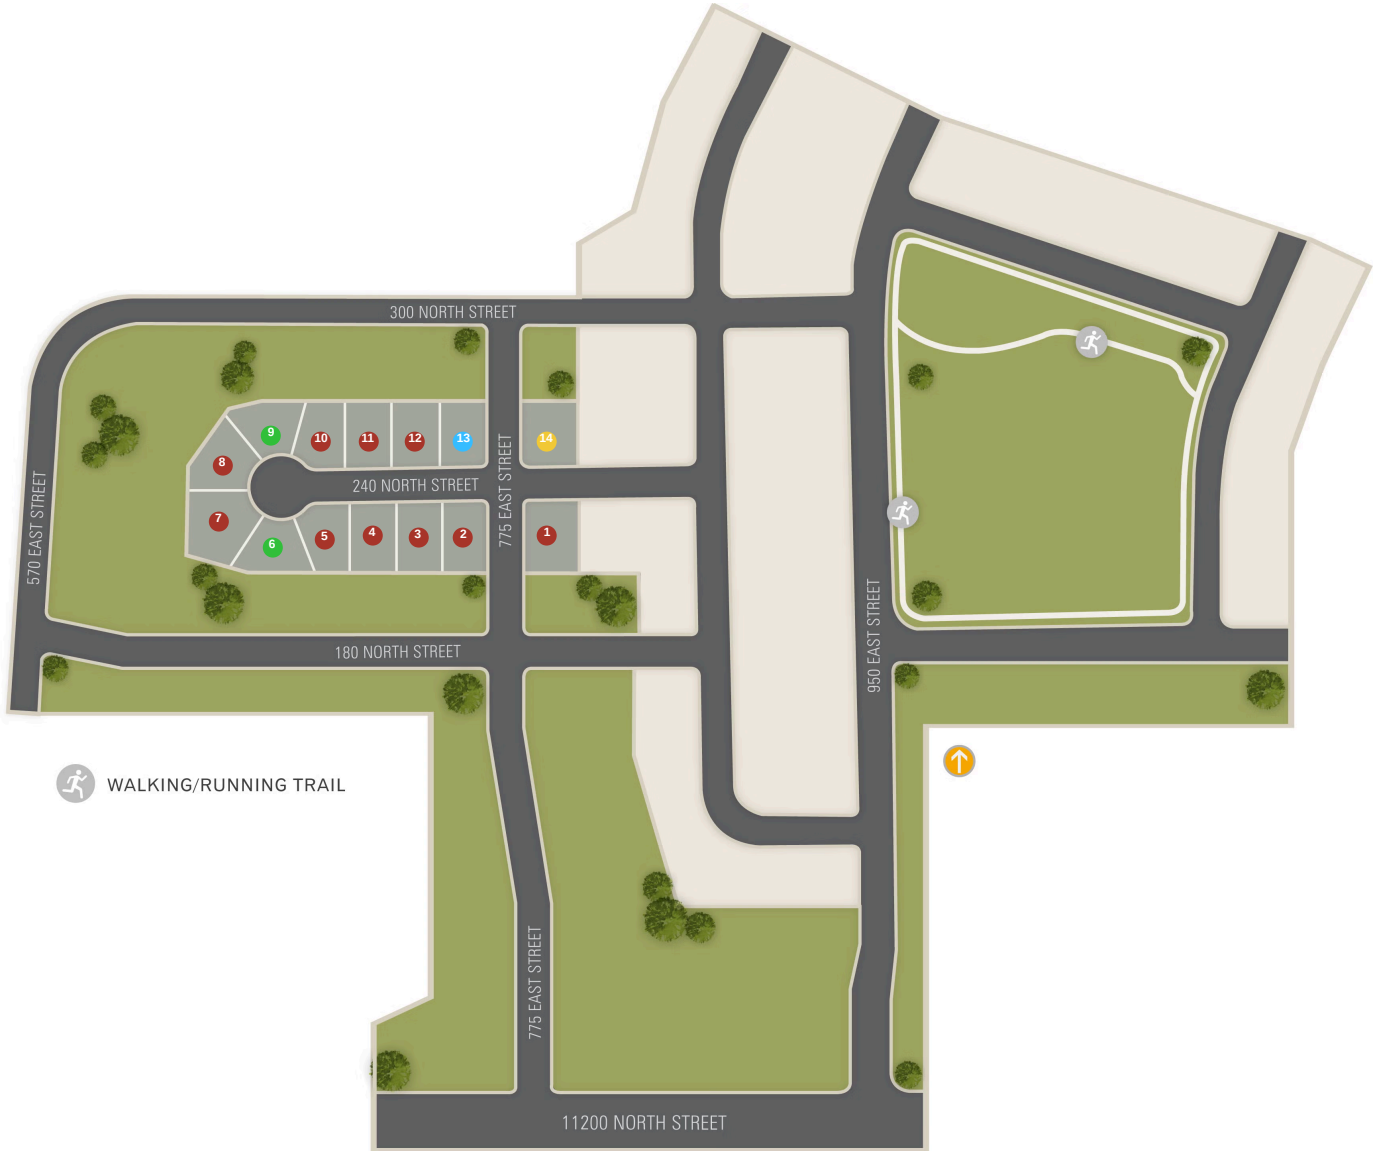 300 NORTH STREET
9
10
11
12
13
14
8
240 NORTH STREET
775 EAST STREET
570 EAST STREET
7
6
5
4
3
2
1
180 NORTH STREET
950 EAST STREET
WALKING/RUNNING TRAIL
775 EAST STREET
11200 NORTH STREET